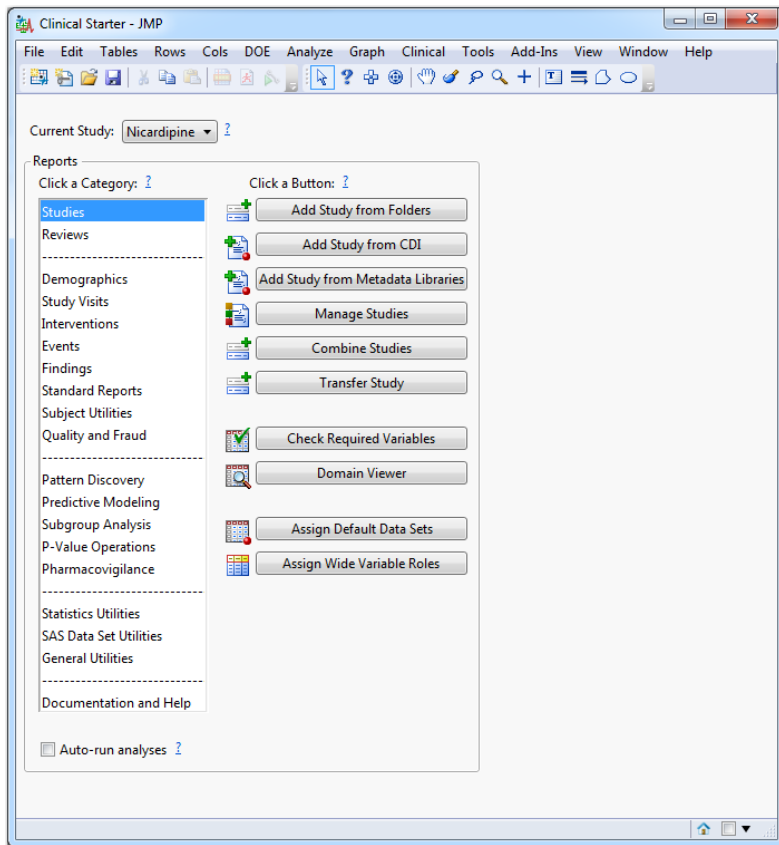 Clinical Starter - JMP
File Edit Tables Rows Cols DOE Analyze Graph Clinical Tools Add-Ins View Window Help
Current Study: Nicardipine ?
Reports
Click a Category: ?
Studies
Reviews
------------------------------
Demographics
Study Visits
Interventions
Events
Findings
Standard Reports
Subject Utilities
Quality and Fraud
------------------------------
Pattern Discovery
Predictive Modeling
Subgroup Analysis
P-Value Operations
Pharmacovigilance
------------------------------
Statistics Utilities
SAS Data Set Utilities
General Utilities
------------------------------
Documentation and Help
Click a Button: ?
Add Study from Folders
Add Study from CDI
Add Study from Metadata Libraries
Manage Studies
Combine Studies
Transfer Study
Check Required Variables
Domain Viewer
Assign Default Data Sets
Assign Wide Variable Roles
Auto-run analyses ?